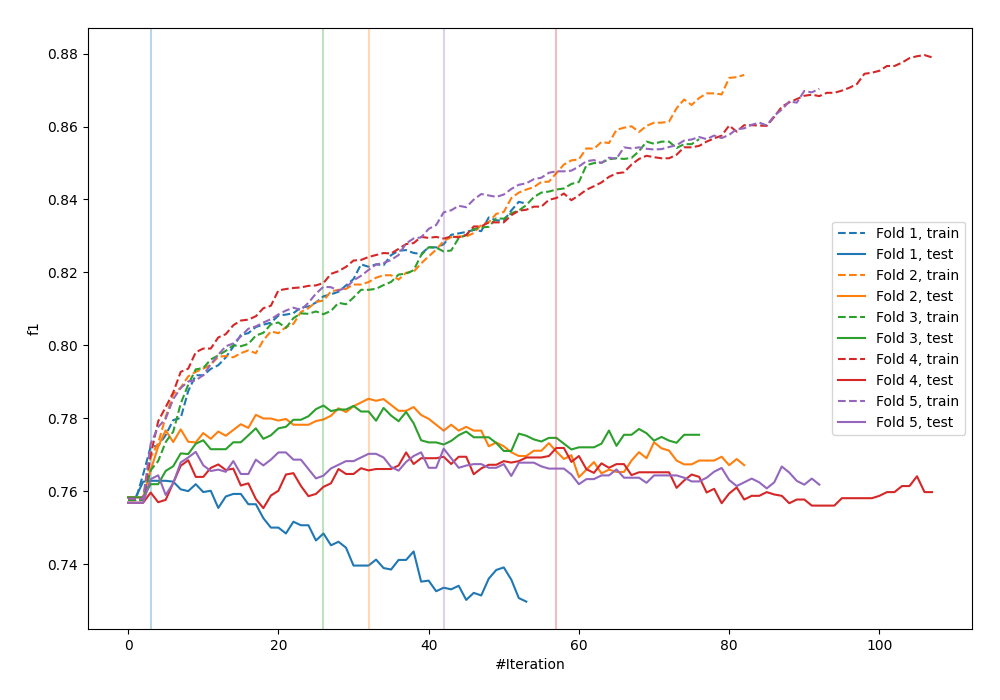 0.88
0.86
0.84
0.82
0.80
0.78
0.76
0.74
f1
0
20
40
60
80
100
#Iteration
Fold 1, train
Fold 1, test
Fold 2, train
Fold 2, test
Fold 3, train
Fold 3, test
Fold 4, train
Fold 4, test
Fold 5, train
Fold 5, test